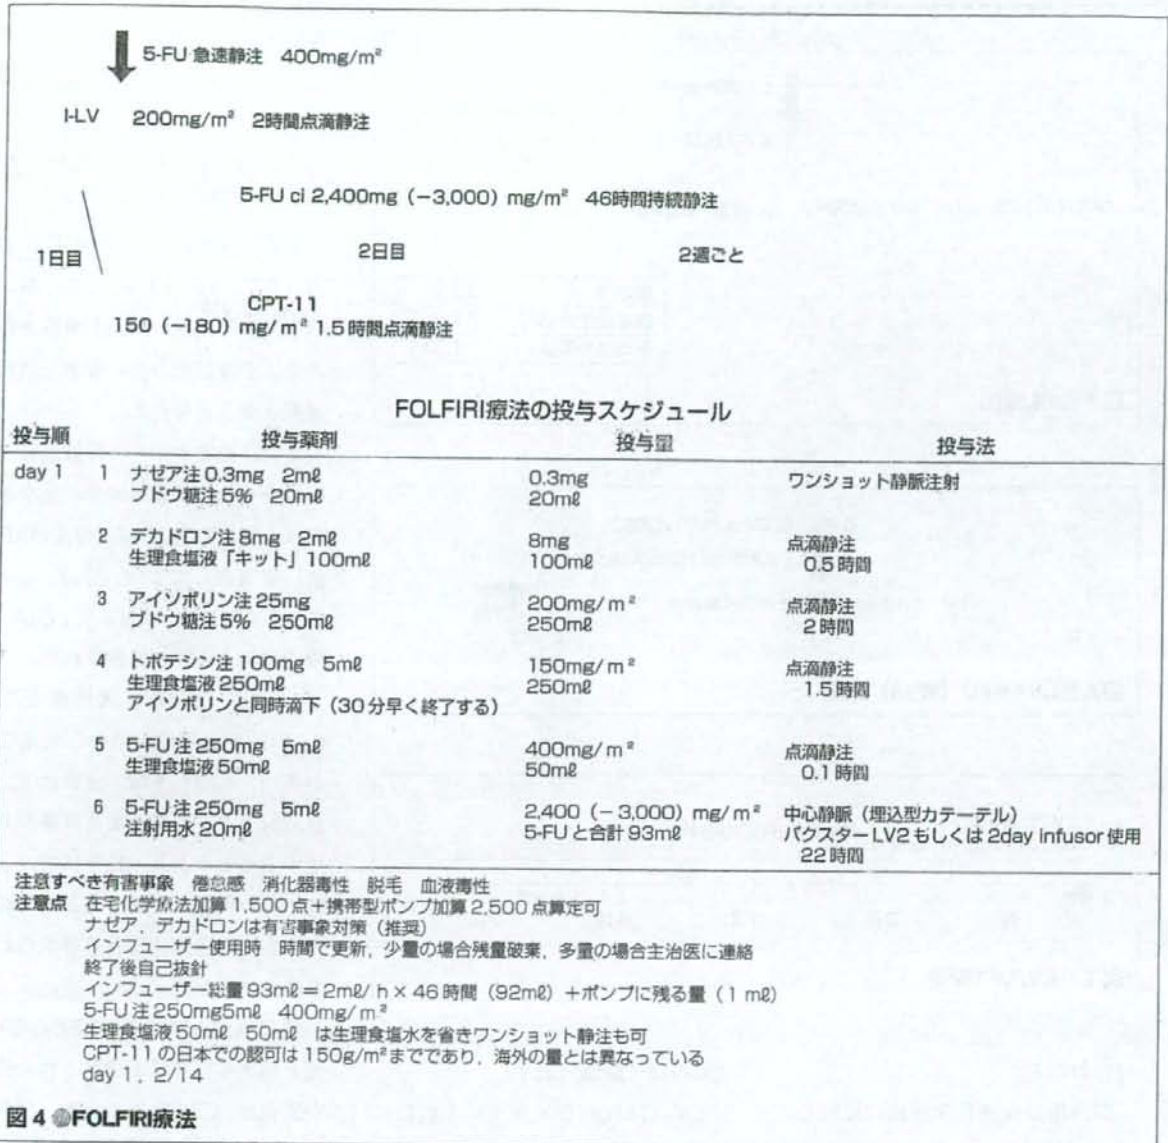 5-FU 急速静注 400mg/m²
l-LV 200mg/m² 2時間点滴静注
5-FU ci 2,400mg（−3,000）mg/m² 46時間持続静注
1日目 2日目 2週ごと
CPT-11
150（−180）mg/m² 1.5時間点滴静注
FOLFIRI療法の投与スケジュール
投与順 投与薬剤 投与量 投与法
day 1 1 ナゼア注 0.3mg 2mℓ 0.3mg ワンショット静脈注射
ブドウ糖注 5% 20mℓ 20mℓ
2 デカドロン注 8mg 2mℓ 8mg 点滴静注
生理食塩液「キット」100mℓ 100mℓ 0.5時間
3 アイソボリン注 25mg 200mg/m² 点滴静注
ブドウ糖注 5% 250mℓ 250mℓ 2時間
4 トポテシン注 100mg 5mℓ 150mg/m² 点滴静注
生理食塩液 250mℓ 250mℓ 1.5時間
アイソボリンと同時滴下（30分早く終了する）
5 5-FU 注 250mg 5mℓ 400mg/m² 点滴静注
生理食塩液 50mℓ 50mℓ 0.1時間
6 5-FU 注 250mg 5mℓ 2,400（−3,000）mg/m² 中心静脈（埋込型カテーテル）
注射用水 20mℓ 5-FUと合計 93mℓ バクスター LV2 もしくは 2day infusor 使用
22時間
注意すべき有害事象 倦怠感 消化器毒性 脱毛 血液毒性
注意点 在宅化学療法加算 1,500点＋携帯型ポンプ加算 2,500点算定可
ナゼア，デカドロンは有害事象対策（推奨）
インフューザー使用時 時間で更新，少量の場合残量破棄，多量の場合主治医に連絡
終了後自己抜針
インフューザー総量 93mℓ＝2mℓ/h×46時間（92mℓ）＋ポンプに残る量（1mℓ）
5-FU注 250mg5mℓ 400mg/m²
生理食塩液 50mℓ 50mℓ は生理食塩水を省きワンショット静注も可
CPT-11 の日本での認可は 150g/m²までであり，海外の量とは異なっている
day 1，2/14
図4 FOLFIRI療法